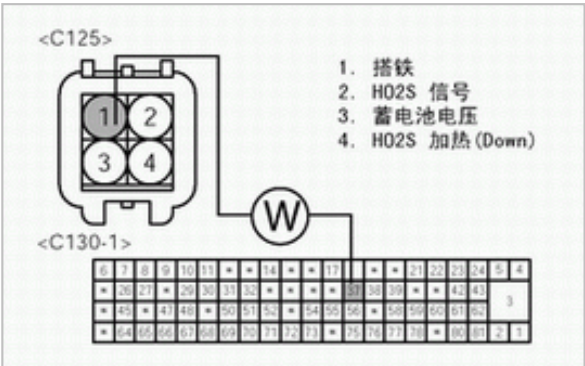 <C125>
1. 搭铁
2. HO2S 信号
3. 蓄电池电压
4. HO2S 加热(Down)
1 2
3 4
W
<C130-1>
6 7 8 9 10 11 * * 14 * * 17 * * 21 22 23 24 5 4
* 26 27 * 29 30 31 32 * * * * 37 38 39 * * 42 43 3
* 45 * 47 48 * 50 51 52 * 54 55 56 * 58 59 60 61 62
* 64 65 66 67 68 69 70 71 72 73 * 75 76 77 78 * 80 81 2 1